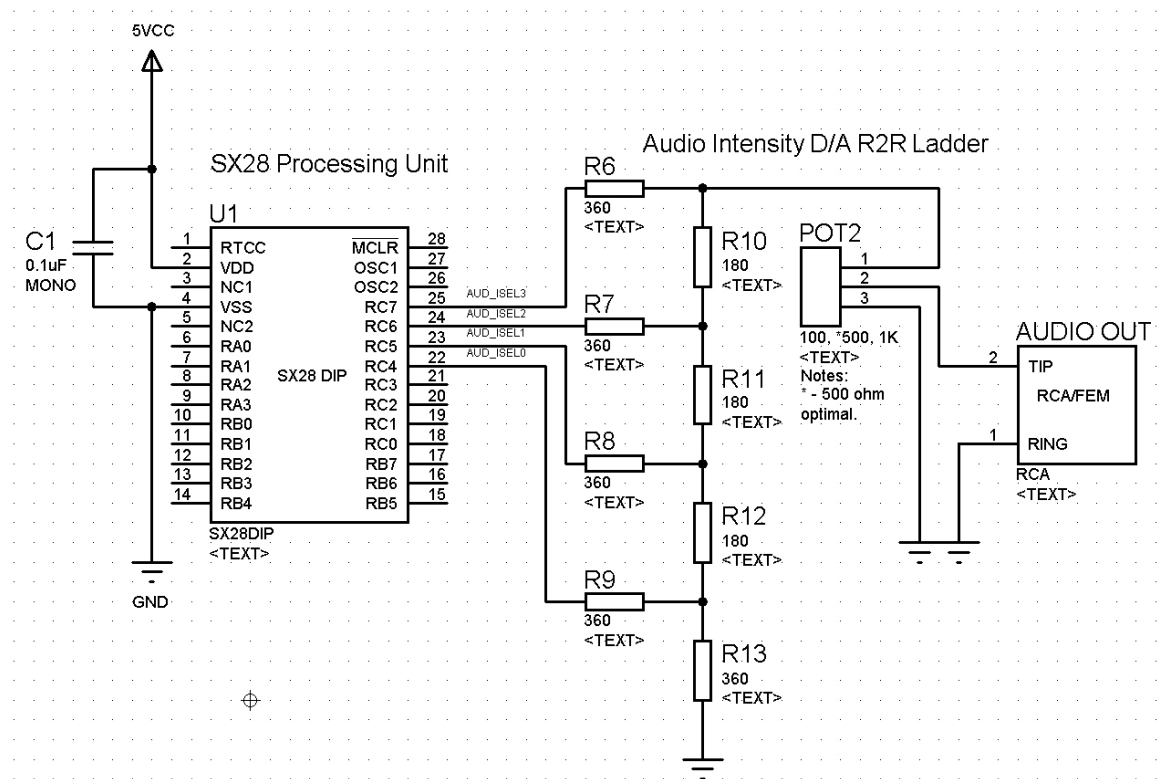 5VCC
Audio Intensity D/A R2R Ladder
SX28 Processing Unit
C1
0.1uF
MONO
GND
U1
1 RTCC
2 VDD
3 NC1
4 VSS
5 NC2
6 RA0
7 RA1
8 RA2
9 RA3
10 RB0
11 RB1
12 RB2
13 RB3
14 RB4
SX28 DIP
MCLR 28
OSC1 27
OSC2 26
RC7 25
RC6 24
RC5 23
RC4 22
RC3 21
RC2 20
RC1 19
RC0 18
RB7 17
RB6 16
RB5 15
SX28DIP
<TEXT>
AUD_ISEL3
AUD_ISEL2
AUD_ISEL1
AUD_ISEL0
R6
360
<TEXT>
R7
360
<TEXT>
R8
360
<TEXT>
R9
360
<TEXT>
R10
180
<TEXT>
R11
180
<TEXT>
R12
180
<TEXT>
R13
360
<TEXT>
POT2
1
2
3
100, *500, 1K
<TEXT>
Notes:
* - 500 ohm
optimal.
AUDIO OUT
2 TIP
RCA/FEM
1 RING
RCA
<TEXT>